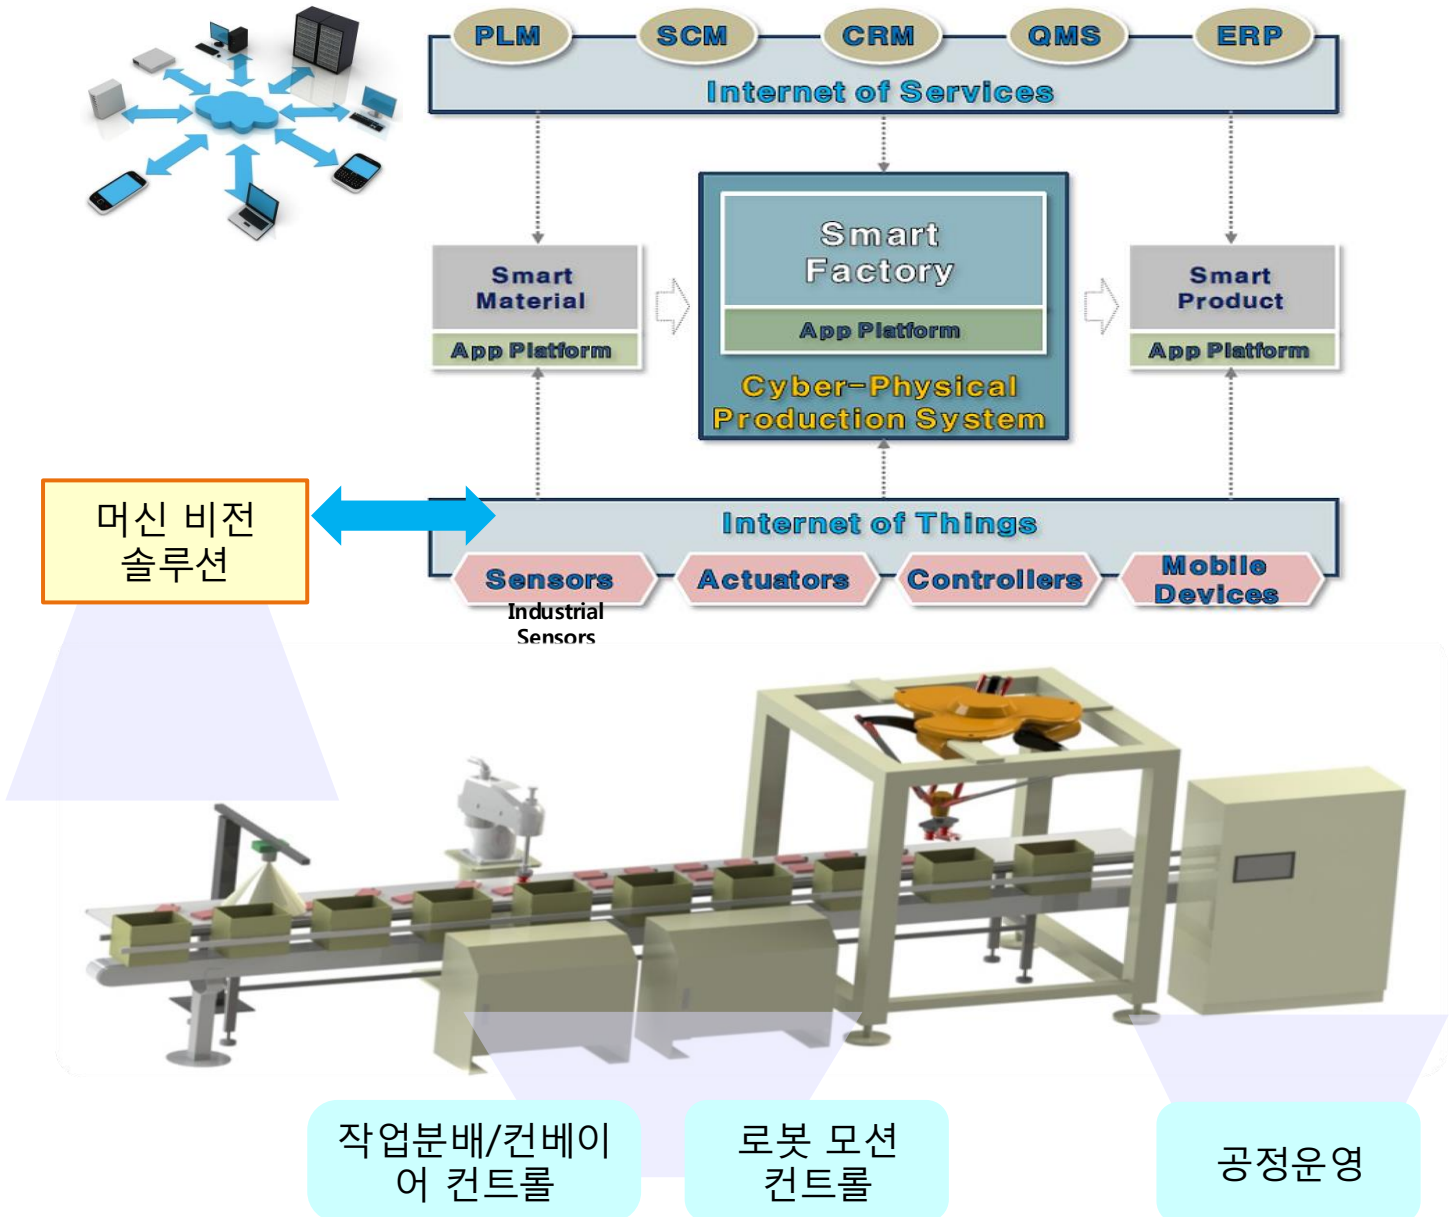 PLM SCM CRM QMS ERP
Internet of Services
Smart
Material
App Platform
Smart
Factory
App Platform
Cyber-Physical
Production System
Smart
Product
App Platform
머신 비전
솔루션
Internet of Things
Sensors
Actuators
Controllers
Mobile
Devices
Industrial
Sensors
작업분배/컨베이
어 컨트롤
로봇 모션
컨트롤
공정운영